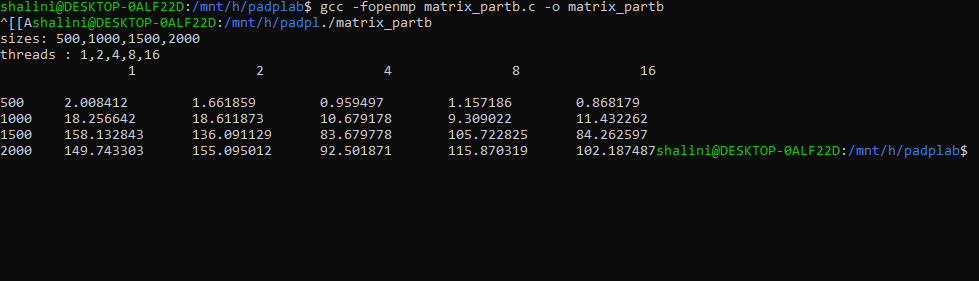 shalini@DESKTOP-0ALF22D:/mnt/h/padplab$ gcc -fopenmp matrix_partb.c -o matrix_partb
^[[Ashalini@DESKTOP-0ALF22D:/mnt/h/padpl./matrix_partb
sizes: 500,1000,1500,2000
threads : 1,2,4,8,16
1 2 4 8 16
500 2.008412 1.661859 0.959497 1.157186 0.868179
1000 18.256642 18.611873 10.679178 9.309022 11.432262
1500 158.132843 136.091129 83.679778 105.722825 84.262597
2000 149.743303 155.095012 92.501871 115.870319 102.187487shalini@DESKTOP-0ALF22D:/mnt/h/padplab$